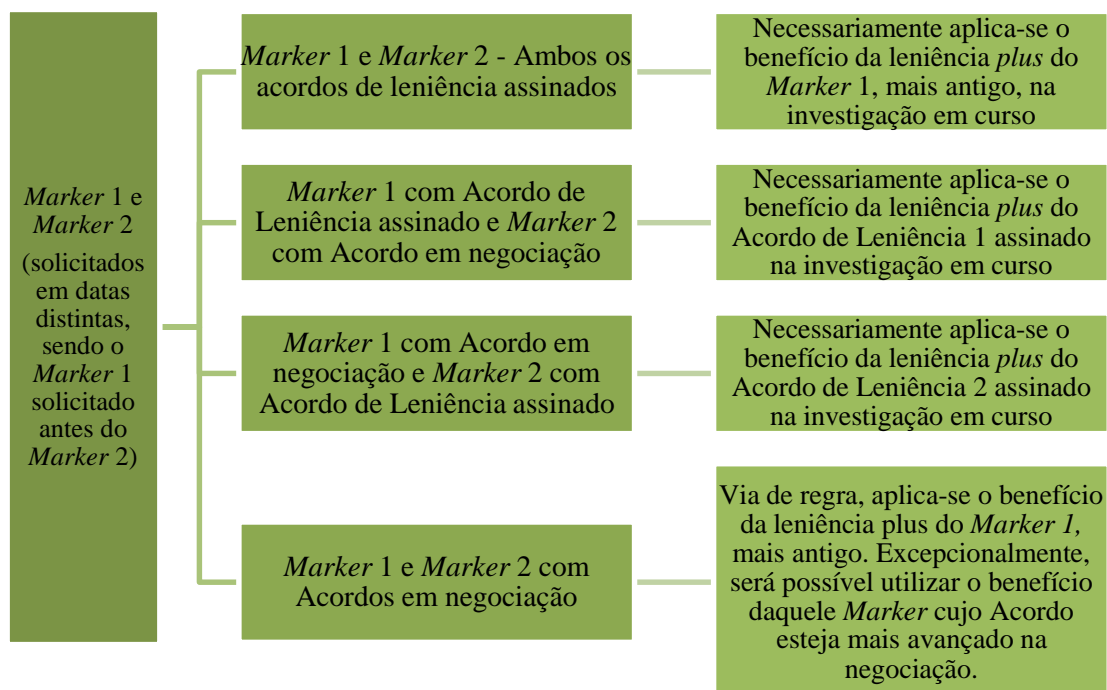 Marker 1 e
Marker 2
(solicitados
em datas
distintas,
sendo o
Marker 1
solicitado
antes do
Marker 2)
Marker 1 e Marker 2 - Ambos os
acordos de leniência assinados
Necessariamente aplica-se o
benefício da leniência plus do
Marker 1, mais antigo, na
investigação em curso
Marker 1 com Acordo de
Leniência assinado e Marker 2
com Acordo em negociação
Necessariamente aplica-se o
benefício da leniência plus do
Acordo de Leniência 1 assinado
na investigação em curso
Marker 1 com Acordo em
negociação e Marker 2 com
Acordo de Leniência assinado
Necessariamente aplica-se o
benefício da leniência plus do
Acordo de Leniência 2 assinado
na investigação em curso
Marker 1 e Marker 2 com
Acordos em negociação
Via de regra, aplica-se o benefício
da leniência plus do Marker 1,
mais antigo. Excepcionalmente,
será possível utilizar o benefício
daquele Marker cujo Acordo
esteja mais avançado na
negociação.